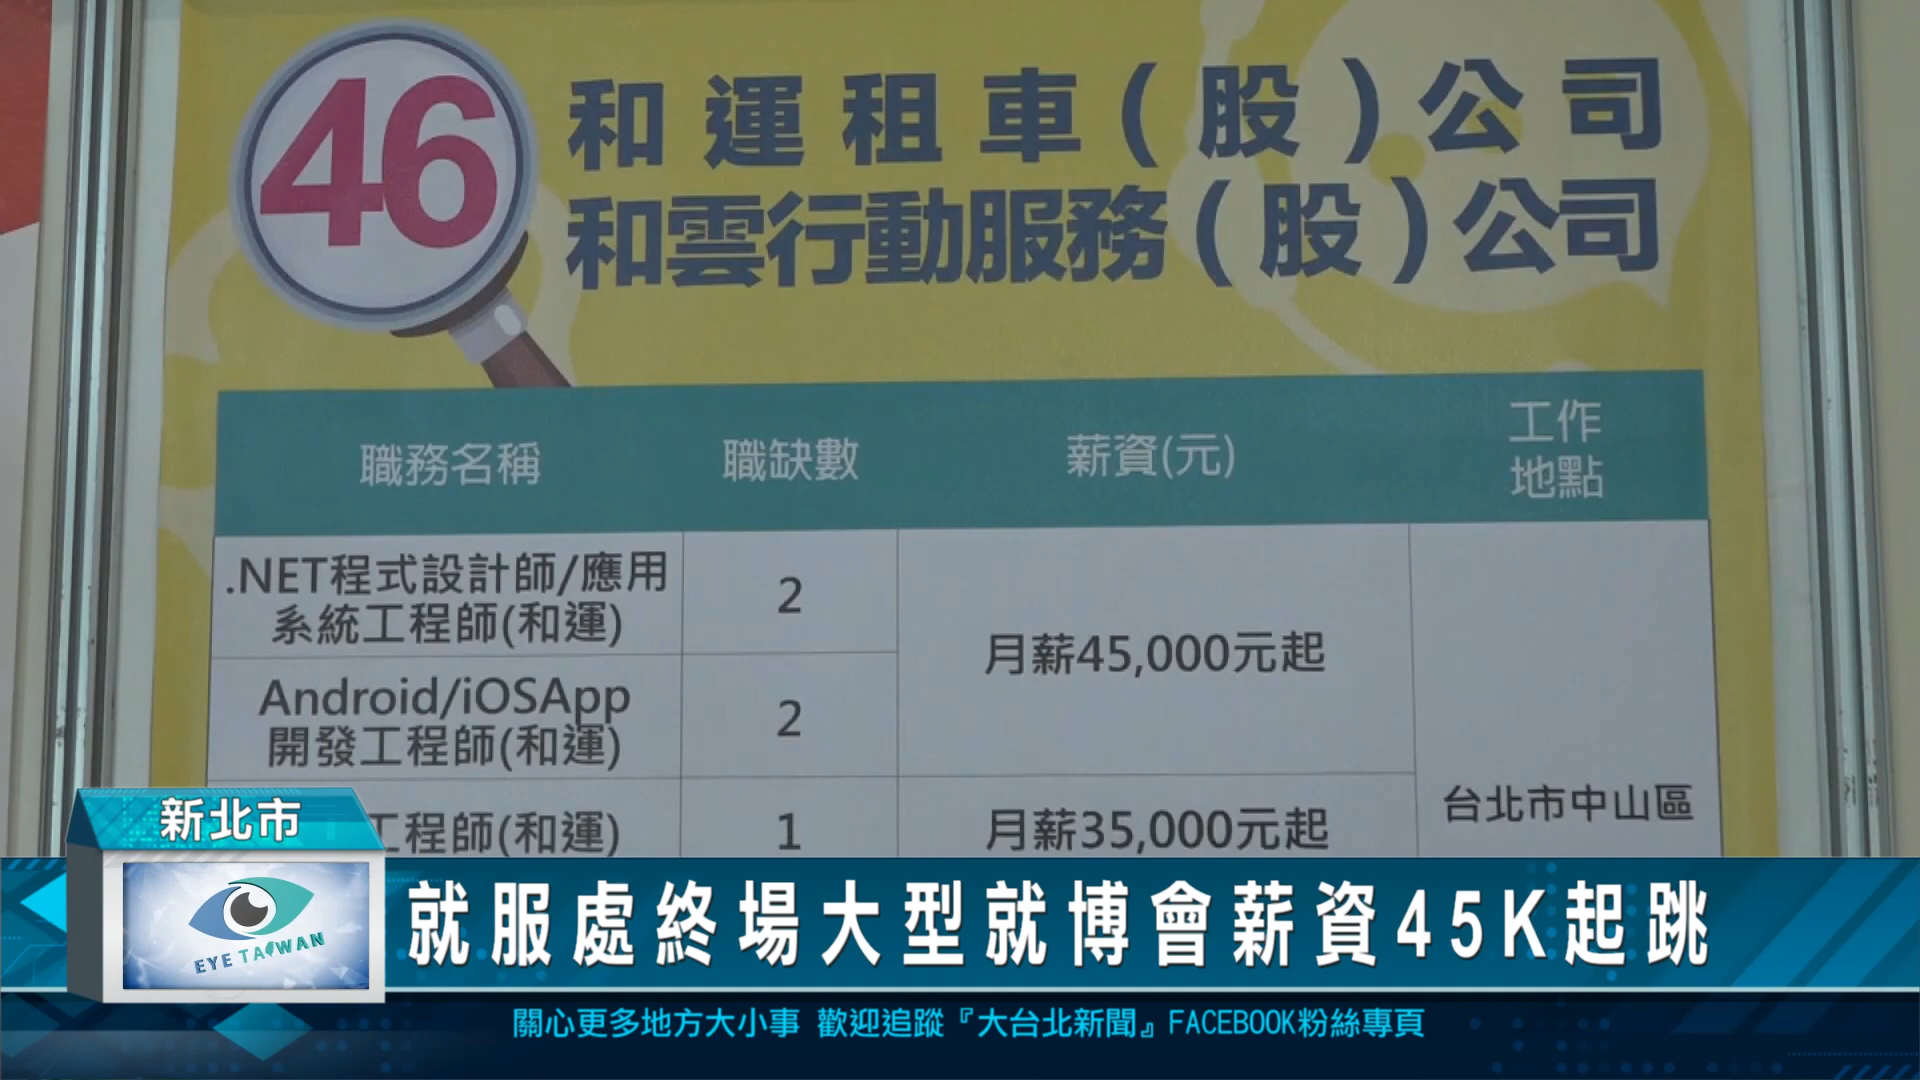 46
和運租車(股)公司
和雲行動服務(股)公司
職務名稱 職缺數 薪資(元) 工作
地點
.NET程式設計師/應用
系統工程師(和運)
2
月薪45,000元起
Android/iOSApp
開發工程師(和運)
2
工程師(和運) 1 月薪35,000元起
台北市中山區
新北市
EYE TAIWAN
就服處終場大型就博會薪資45K起跳
關心更多地方大小事 歡迎追蹤『大台北新聞』FACEBOOK粉絲專頁